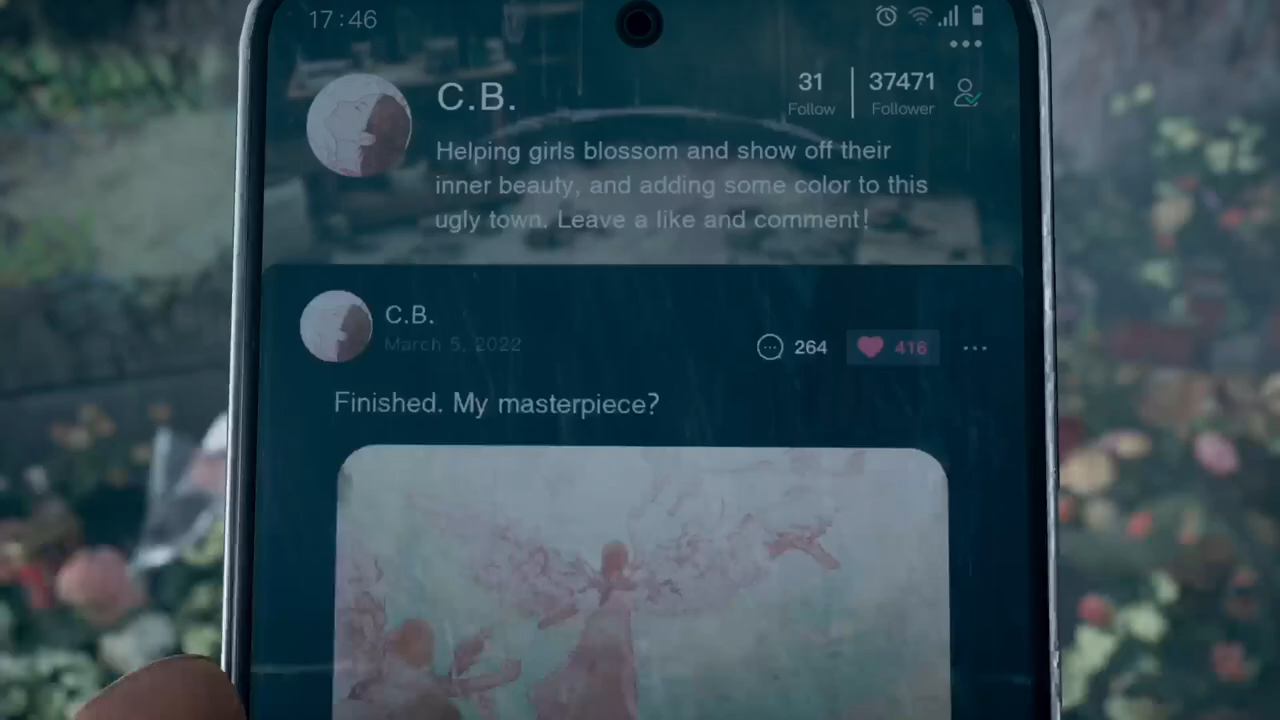 17:46
C.B.
31
Follow
37471
Follower
Helping girls blossom and show off their
inner beauty, and adding some color to this
ugly town. Leave a like and comment!
C.B.
March 5, 2022
264
416
Finished. My masterpiece?